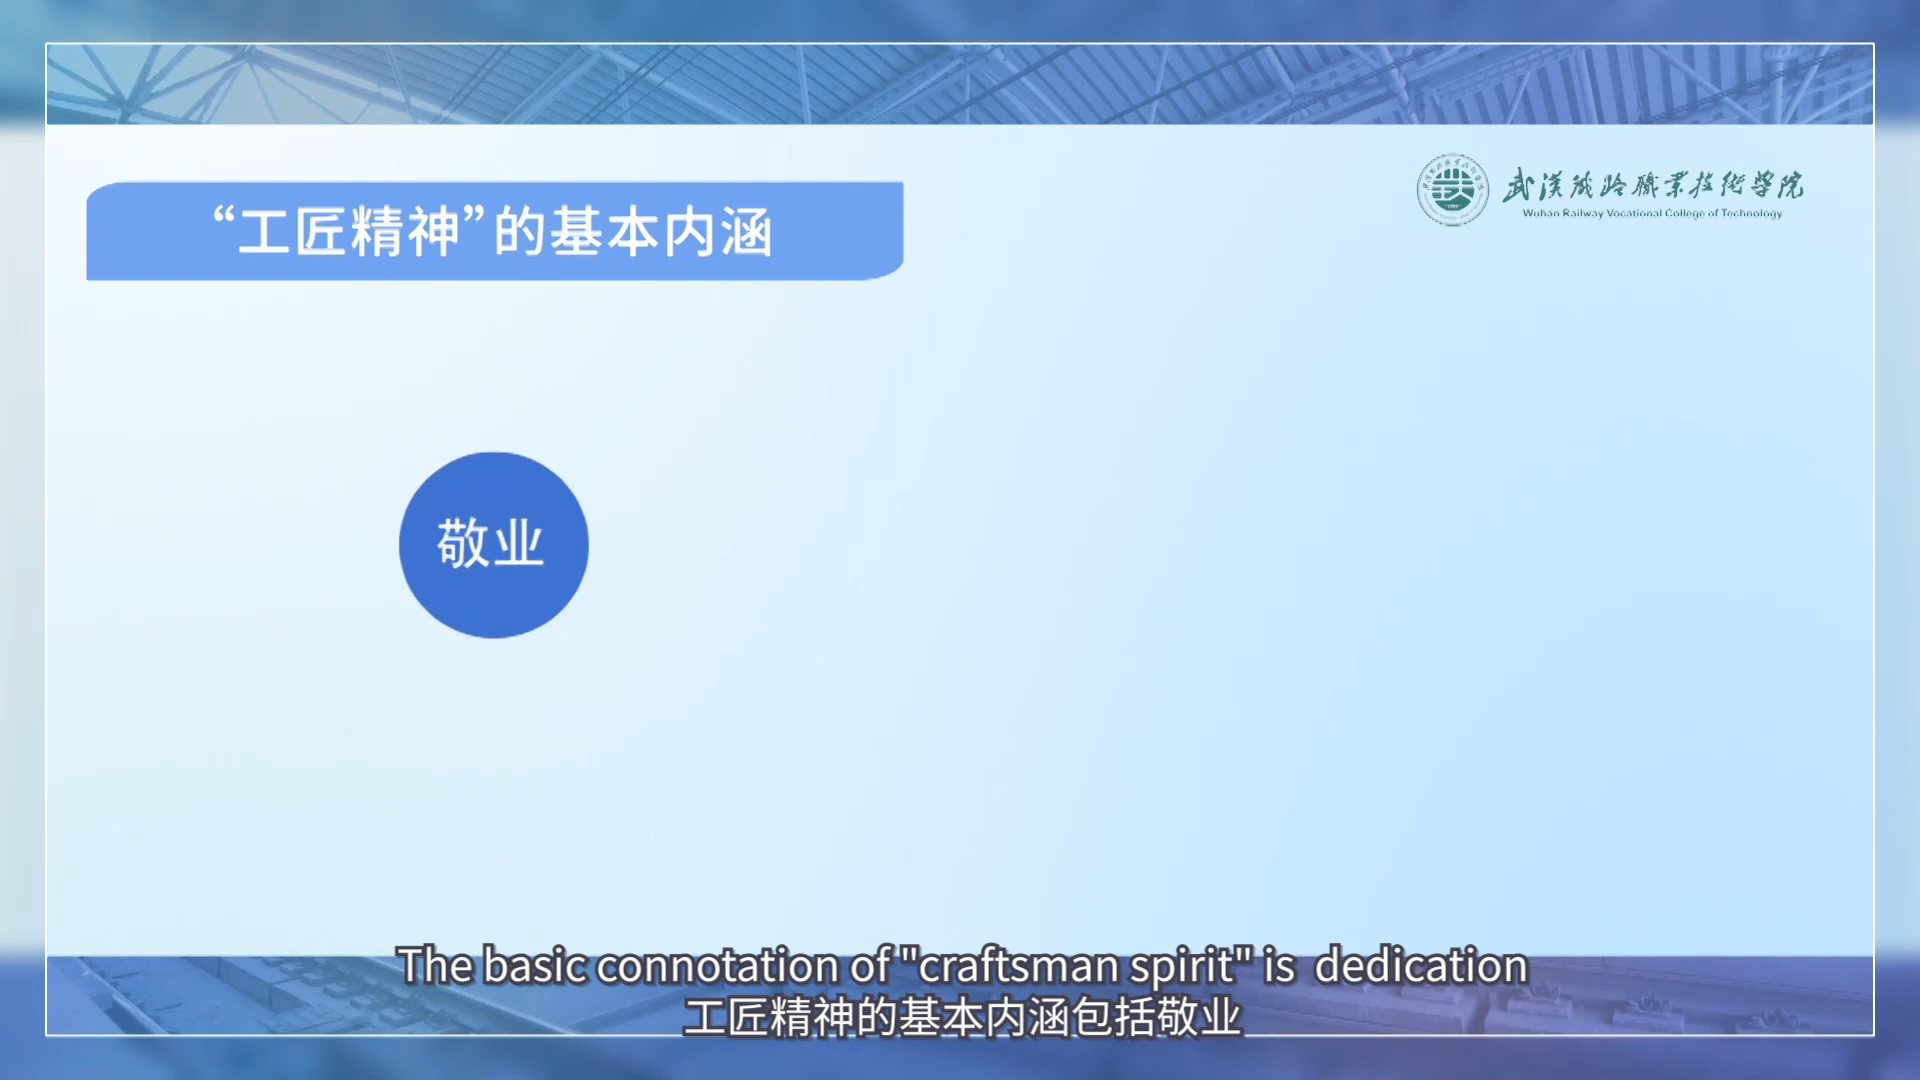 “工匠精神”的基本内涵
武漢鐵路職業技術學院
Wuhan Railway Vocational College of Technology
敬业
The basic connotation of "craftsman spirit" is  dedication
工匠精神的基本内涵包括敬业